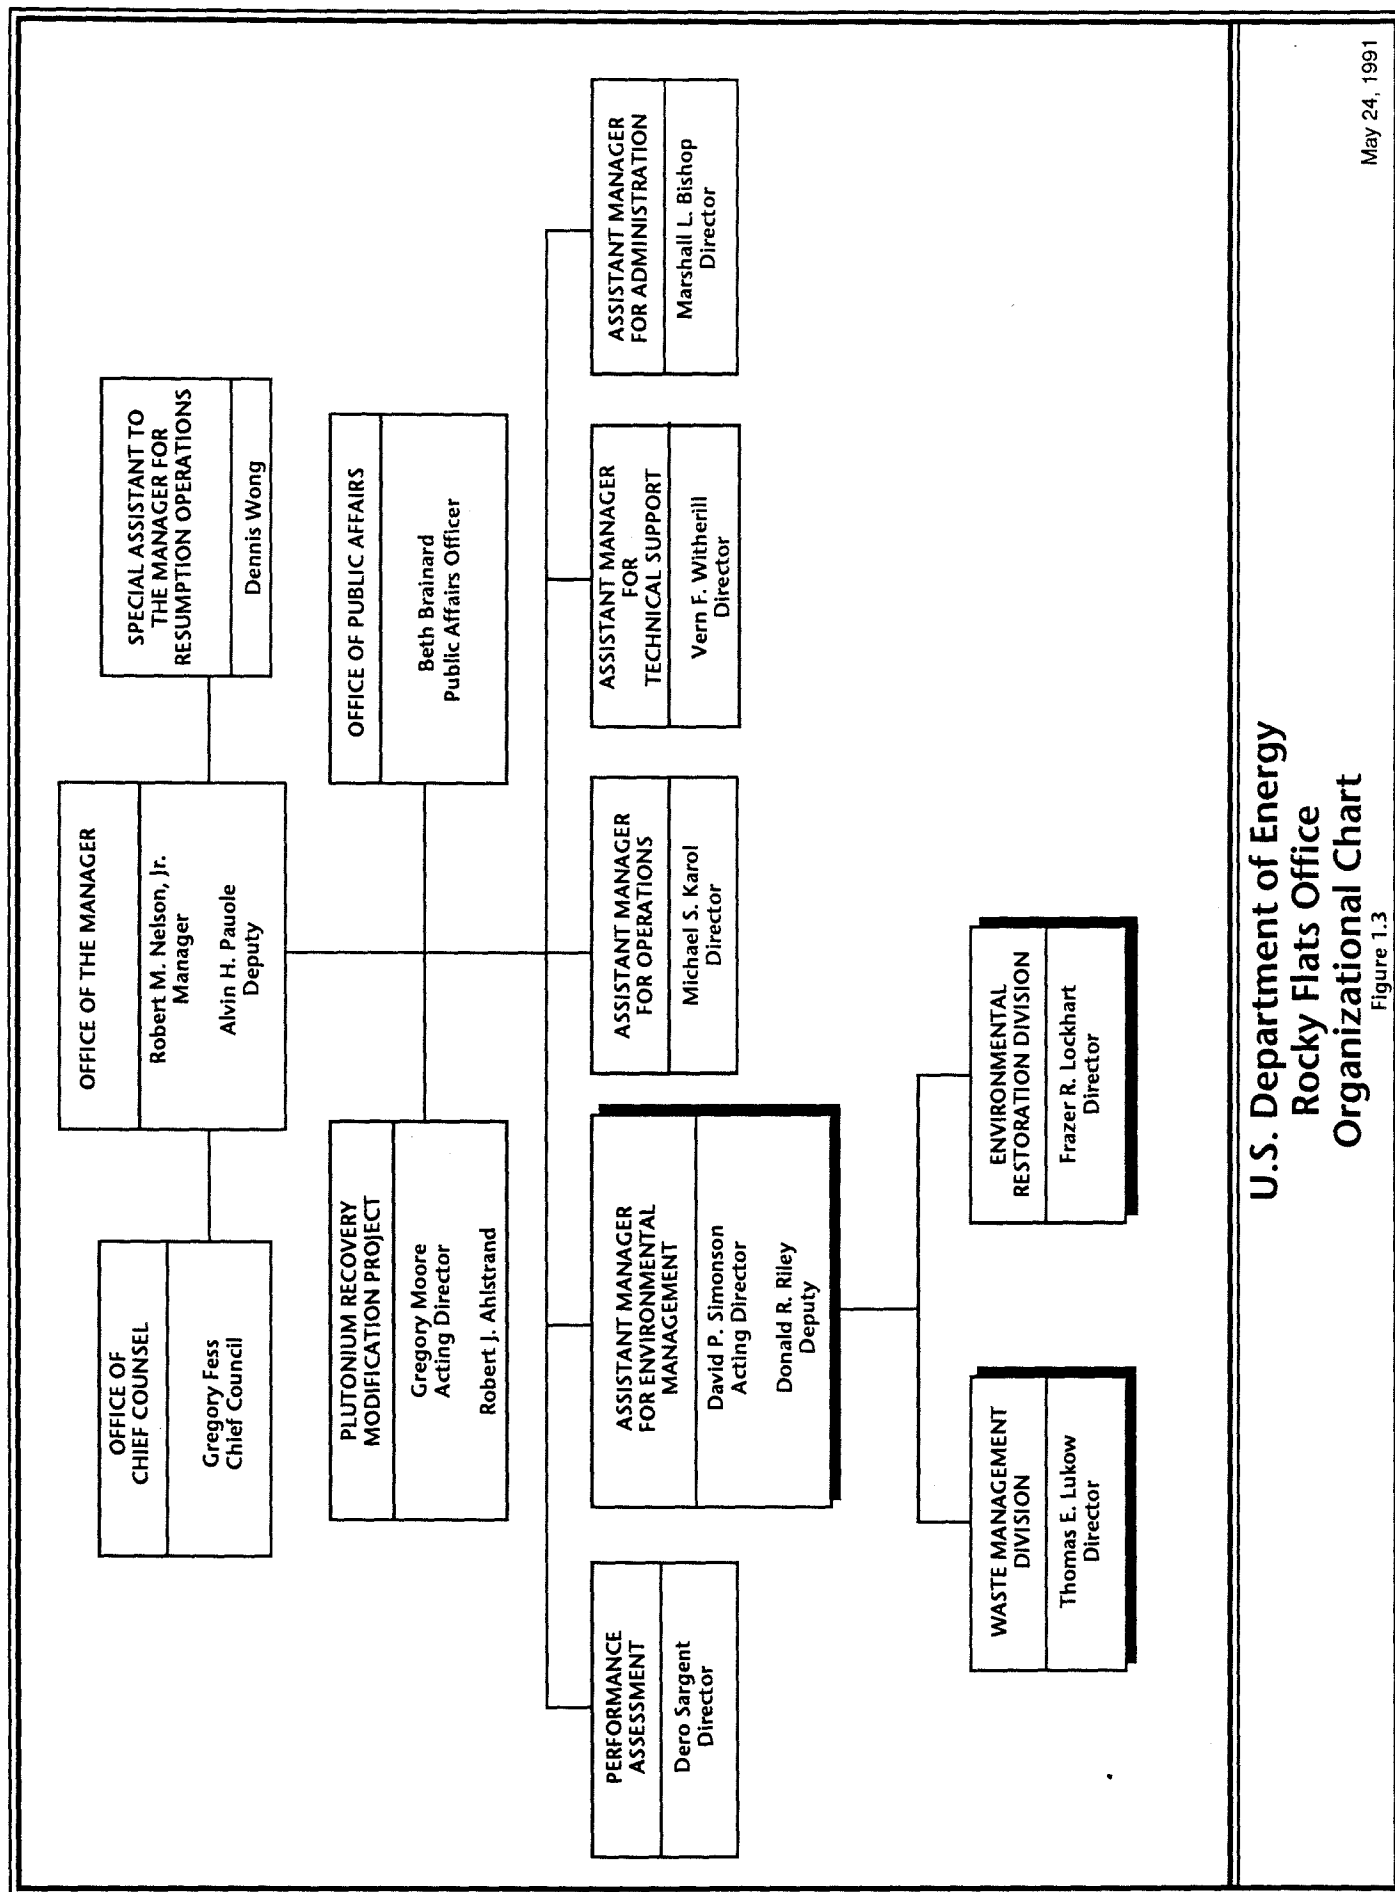 OFFICE OF THE MANAGER
Robert M. Nelson, Jr.
Manager
Alvin H. Pauole
Deputy
OFFICE OF
CHIEF COUNSEL
Gregory Fess
Chief Council
SPECIAL ASSISTANT TO
THE MANAGER FOR
RESUMPTION OPERATIONS
Dennis Wong
PLUTONIUM RECOVERY
MODIFICATION PROJECT
Gregory Moore
Acting Director
Robert J. Ahlstrand
OFFICE OF PUBLIC AFFAIRS
Beth Brainard
Public Affairs Officer
PERFORMANCE
ASSESSMENT
Dero Sargent
Director
ASSISTANT MANAGER
FOR ENVIRONMENTAL
MANAGEMENT
David P. Simonson
Acting Director
Donald R. Riley
Deputy
ASSISTANT MANAGER
FOR OPERATIONS
Michael S. Karol
Director
ASSISTANT MANAGER
FOR
TECHNICAL SUPPORT
Vern F. Witherill
Director
ASSISTANT MANAGER
FOR ADMINISTRATION
Marshall L. Bishop
Director
WASTE MANAGEMENT
DIVISION
Thomas E. Lukow
Director
ENVIRONMENTAL
RESTORATION DIVISION
Frazer R. Lockhart
Director
U.S. Department of Energy
Rocky Flats Office
Organizational Chart
Figure 1.3
May 24, 1991